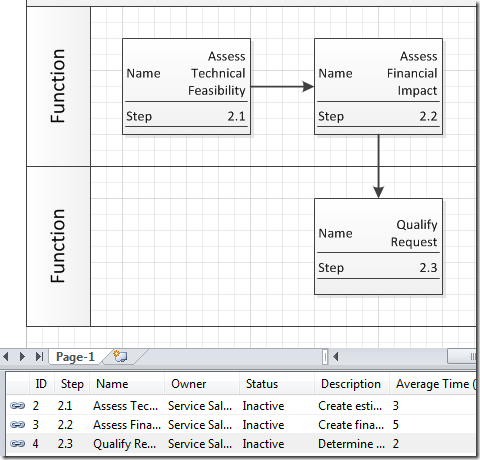 Function
Name Assess Technical Feasibility
Step 2.1
Name Assess Financial Impact
Step 2.2
Function
Name Qualify Request
Step 2.3
Page-1
ID Step Name Owner Status Description Average Time (
2 2.1 Assess Tec... Service Sal... Inactive Create esti... 3
3 2.2 Assess Fina... Service Sal... Inactive Create fina... 5
4 2.3 Qualify Re... Service Sal... Inactive Determine ... 2